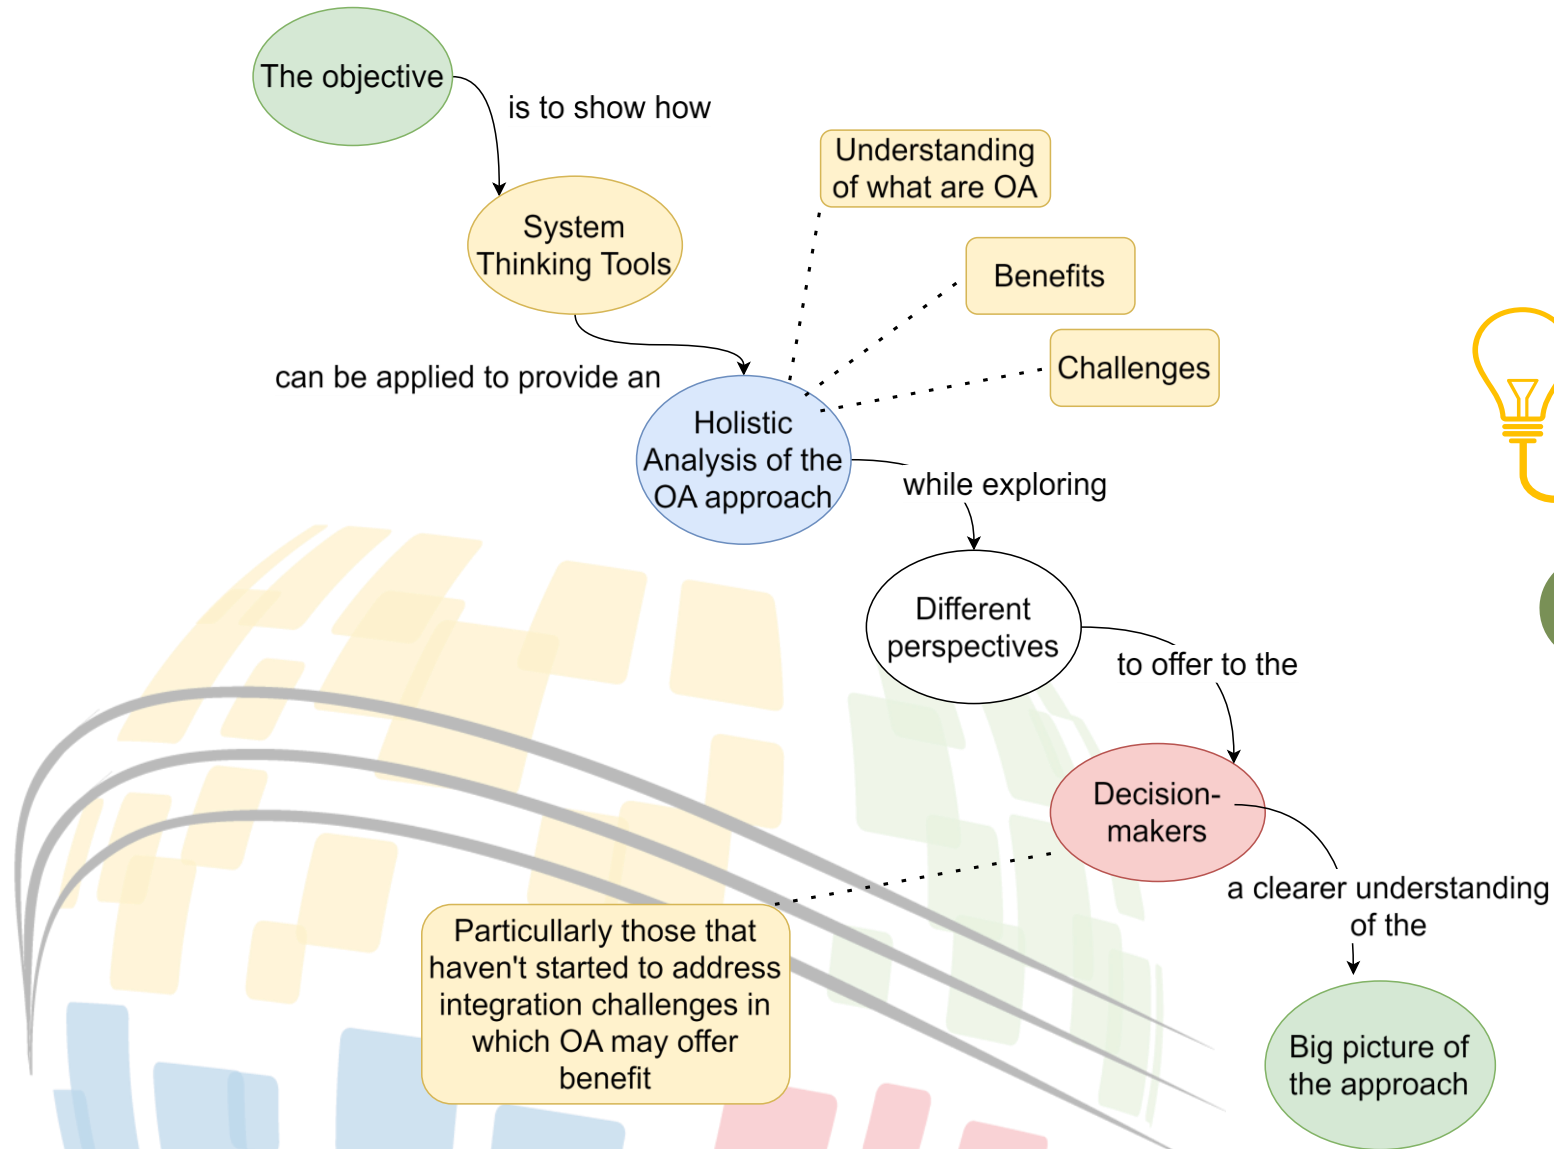 The objective
is to show how
System
Thinking Tools
can be applied to provide an
Understanding
of what are OA
Benefits
Challenges
Holistic
Analysis of the
OA approach
while exploring
Different
perspectives
to offer to the
Decision-
makers
Particullarly those that
haven't started to address
integration challenges in
which OA may offer
benefit
a clearer understanding
of the
Big picture of
the approach